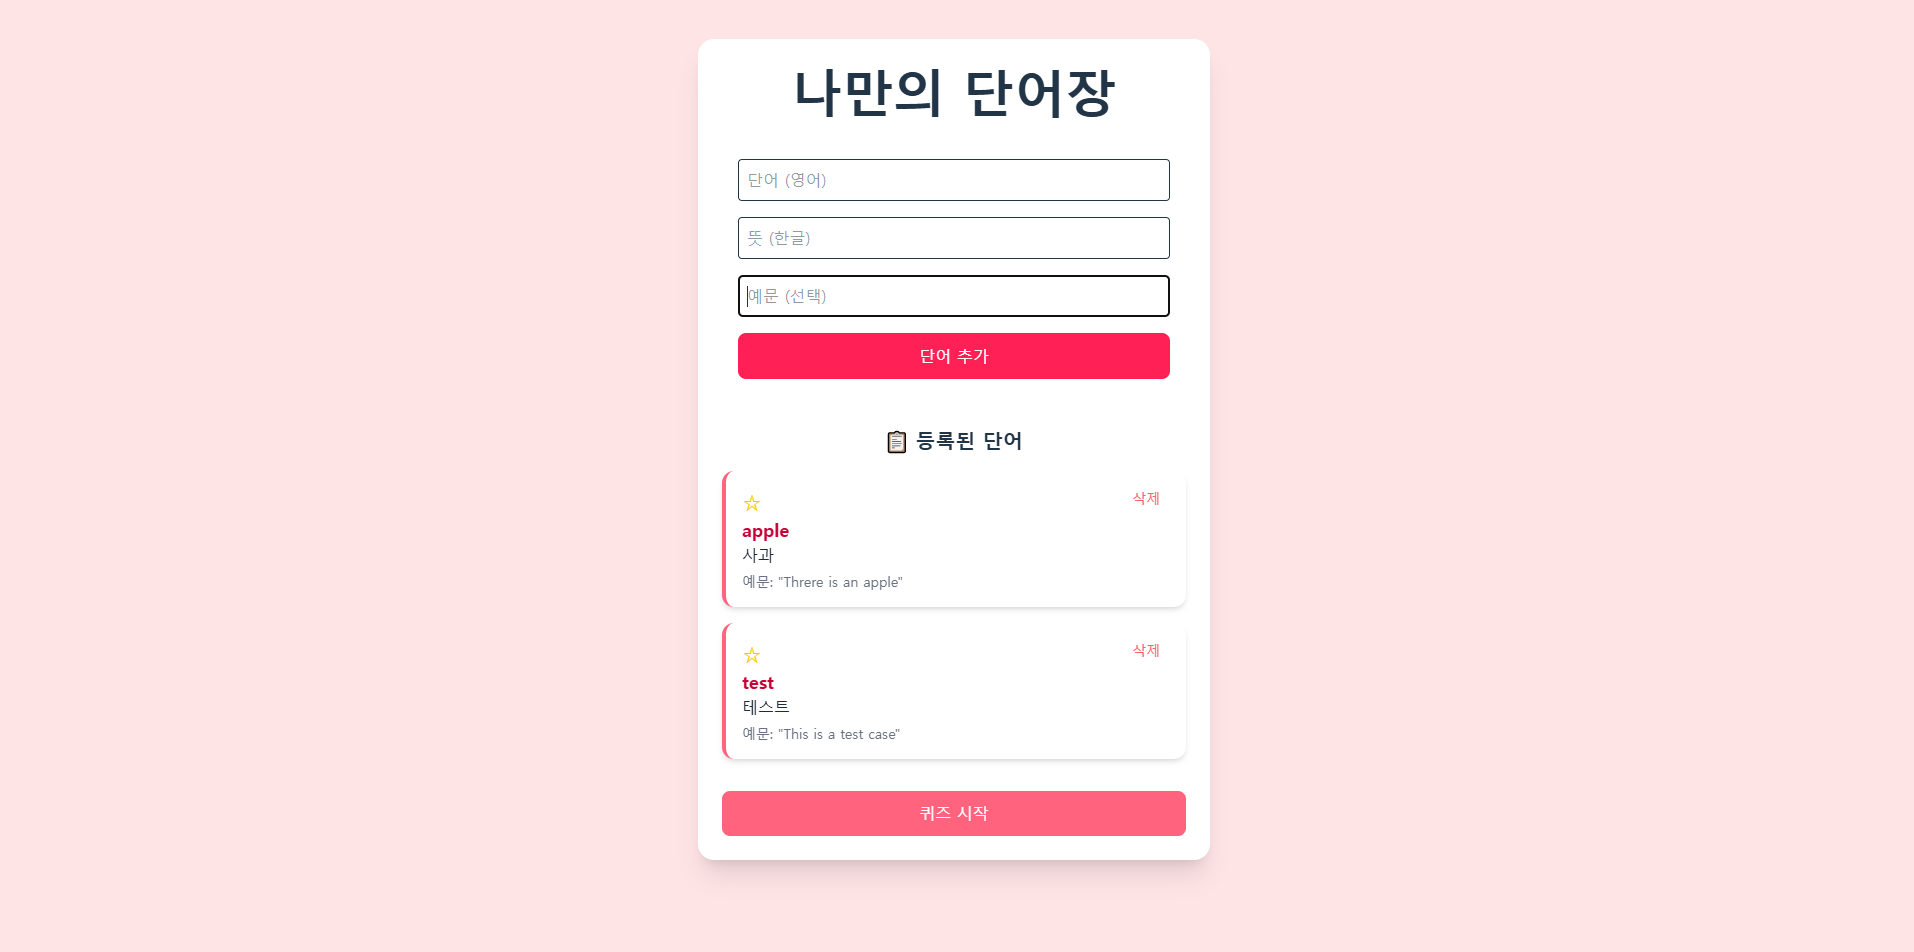 나만의 단어장
단어 (영어)
뜻 (한글)
예문 (선택)
단어 추가
📋 등록된 단어
☆
삭제
apple
사과
예문: "Threre is an apple"
☆
삭제
test
테스트
예문: "This is a test case"
퀴즈 시작